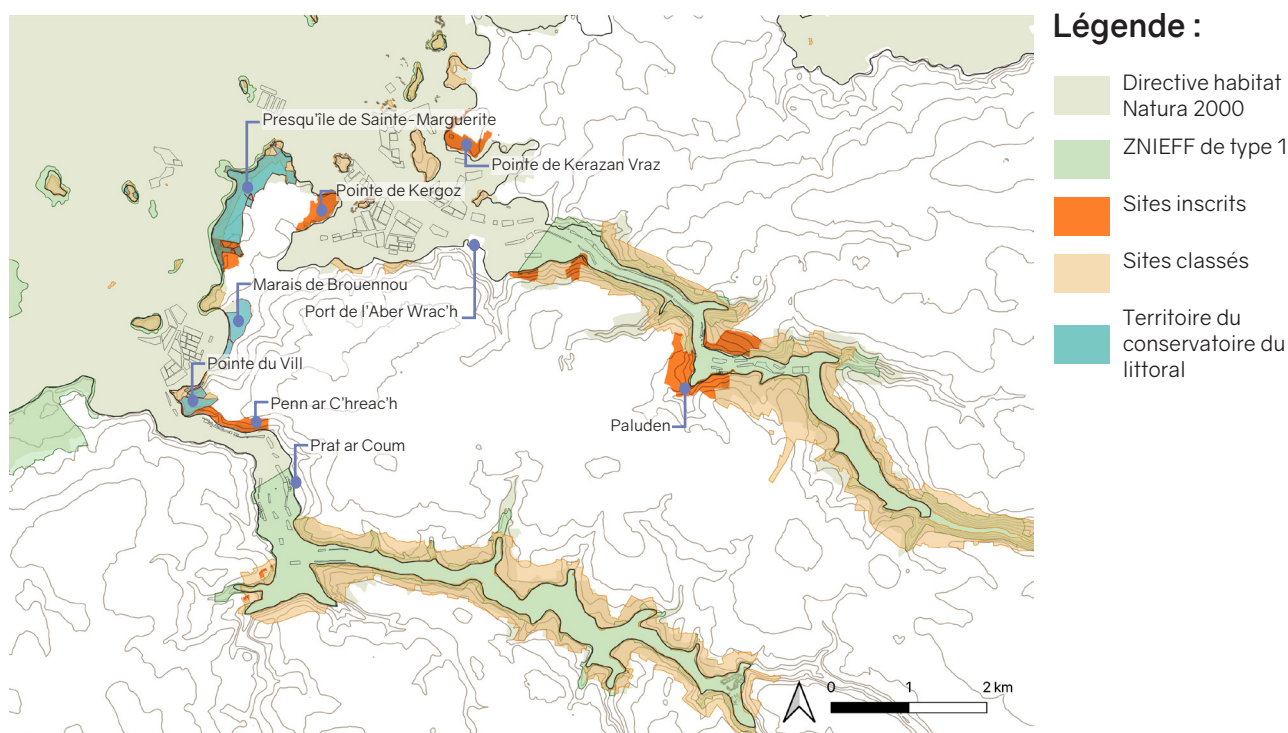 Légende :
Directive habitat
Natura 2000
ZNIEFF de type 1
Sites inscrits
Sites classés
Territoire du
conservatoire du
littoral
Presqu'île de Sainte-Marguerite
Pointe de Kerazan Vraz
Pointe de Kergoz
Marais de Brouennou
Port de l'Aber Wrac'h
Pointe du Vill
Penn ar C'hreac'h
Paluden
Prat ar Coum
0 1 2 km